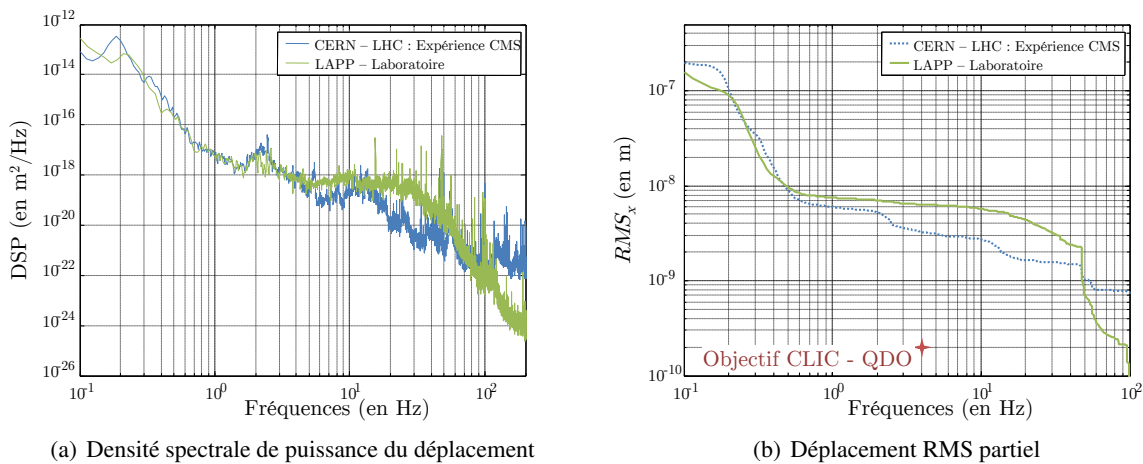 10^-12
10^-14
10^-16
10^-18
10^-20
10^-22
10^-24
10^-26
DSP (en m²/Hz)
CERN – LHC : Expérience CMS
LAPP – Laboratoire
10^-1
10^0
10^1
10^2
Fréquences (en Hz)
(a) Densité spectrale de puissance du déplacement
10^-7
10^-8
10^-9
10^-10
RMS_x (en m)
CERN – LHC : Expérience CMS
LAPP – Laboratoire
Objectif CLIC - QDO
10^-1
10^0
10^1
10^2
Fréquences (en Hz)
(b) Déplacement RMS partiel